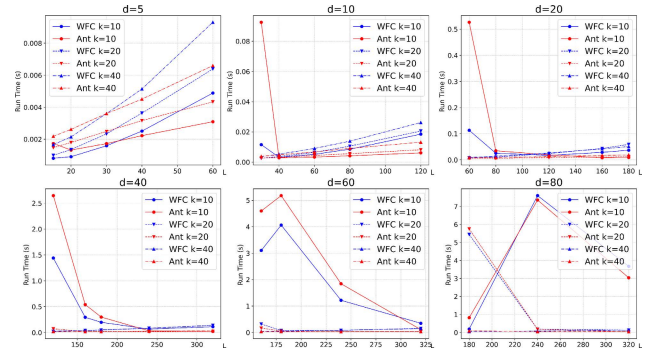 d=5
WFC k=10
Ant k=10
WFC k=20
Ant k=20
WFC k=40
Ant k=40
Run Time (s)
0.002
0.004
0.006
0.008
20
30
40
50
60
L
d=10
WFC k=10
Ant k=10
WFC k=20
Ant k=20
WFC k=40
Ant k=40
Run Time (s)
0.00
0.02
0.04
0.06
0.08
40
60
80
100
120
L
d=20
WFC k=10
Ant k=10
WFC k=20
Ant k=20
WFC k=40
Ant k=40
Run Time (s)
0.0
0.1
0.2
0.3
0.4
0.5
60
80
100
120
140
160
180
L
d=40
WFC k=10
Ant k=10
WFC k=20
Ant k=20
WFC k=40
Ant k=40
Run Time (s)
0.0
0.5
1.0
1.5
2.0
2.5
150
200
250
300
L
d=60
WFC k=10
Ant k=10
WFC k=20
Ant k=20
WFC k=40
Ant k=40
Run Time (s)
0
1
2
3
4
5
175
200
225
250
275
300
325
L
d=80
WFC k=10
Ant k=10
WFC k=20
Ant k=20
WFC k=40
Ant k=40
Run Time (s)
0
1
2
3
4
5
6
7
180
200
220
240
260
280
300
320
L